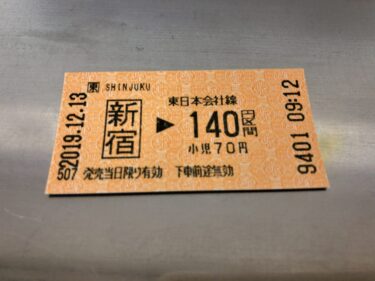 東 SHINJUKU
東日本会社線
新宿 ▶ 140円区間
小児70円
発売当日限り有効 下車前途無効
2019.12.13
507
9401 09:12